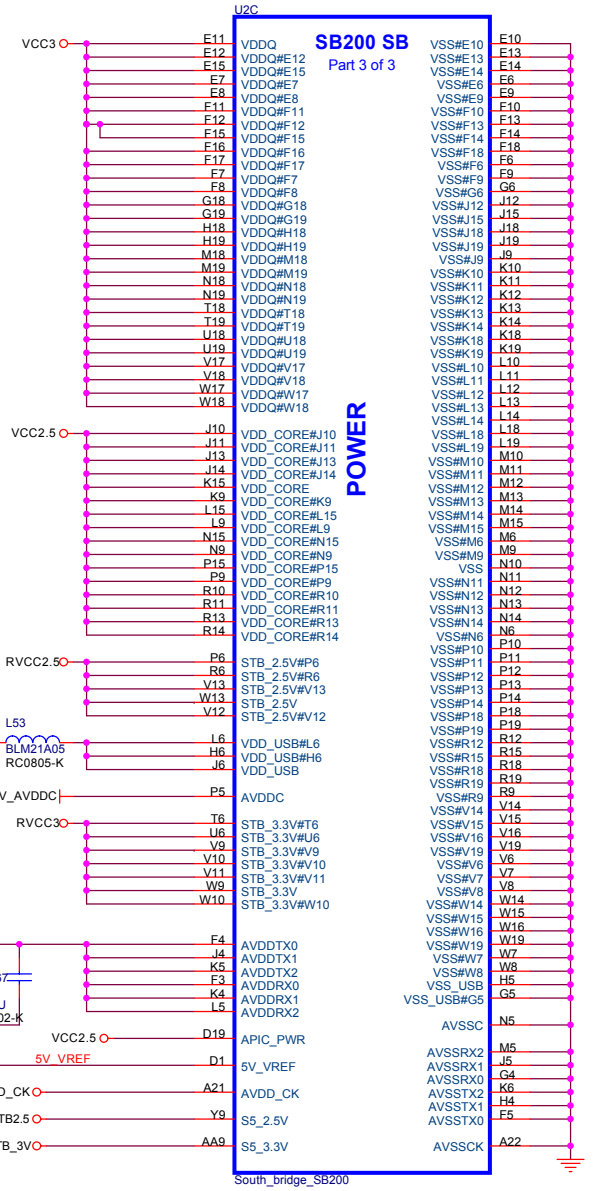 U2C
SB200 SB
Part 3 of 3
POWER
VCC3
E11 VDDQ
E12 VDDQ#E12
E15 VDDQ#E15
E7 VDDQ#E7
E8 VDDQ#E8
F11 VDDQ#F11
F12 VDDQ#F12
F15 VDDQ#F15
F16 VDDQ#F16
F17 VDDQ#F17
F7 VDDQ#F7
F8 VDDQ#F8
G18 VDDQ#G18
G19 VDDQ#G19
H18 VDDQ#H18
H19 VDDQ#H19
M18 VDDQ#M18
M19 VDDQ#M19
N18 VDDQ#N18
N19 VDDQ#N19
T18 VDDQ#T18
T19 VDDQ#T19
U18 VDDQ#U18
U19 VDDQ#U19
V17 VDDQ#V17
V18 VDDQ#V18
W17 VDDQ#W17
W18 VDDQ#W18
VCC2.5
J10 VDD_CORE#J10
J11 VDD_CORE#J11
J13 VDD_CORE#J13
J14 VDD_CORE#J14
K15 VDD_CORE
K9 VDD_CORE#K9
L15 VDD_CORE#L15
L9 VDD_CORE#L9
N15 VDD_CORE#N15
N9 VDD_CORE#N9
P15 VDD_CORE#P15
P9 VDD_CORE#P9
R10 VDD_CORE#R10
R11 VDD_CORE#R11
R13 VDD_CORE#R13
R14 VDD_CORE#R14
RVCC2.5
P6 STB_2.5V#P6
R6 STB_2.5V#R6
V13 STB_2.5V#V13
W13 STB_2.5V
V12 STB_2.5V#V12
L53
BLM21A05
RC0805-K
L6 VDD_USB#L6
H6 VDD_USB#H6
J6 VDD_USB
V_AVDDC
P5 AVDDC
RVCC3
T6 STB_3.3V#T6
U6 STB_3.3V#U6
V9 STB_3.3V#V9
V10 STB_3.3V#V10
V11 STB_3.3V#V11
W9 STB_3.3V
W10 STB_3.3V#W10
F4 AVDDTX0
J4 AVDDTX1
K5 AVDDTX2
F3 AVDDRX0
K4 AVDDRX1
L5 AVDDRX2
U
02-K
VCC2.5 D19 APIC_PWR
5V_VREF D1 5V_VREF
D_CK A21 AVDD_CK
TB2.5 Y9 S5_2.5V
TB_3V AA9 S5_3.3V
VSS#E10 E10
VSS#E13 E13
VSS#E14 E14
VSS#E6 E6
VSS#E9 E9
VSS#F10 F10
VSS#F13 F13
VSS#F14 F14
VSS#F18 F18
VSS#F6 F6
VSS#F9 F9
VSS#G6 G6
VSS#J12 J12
VSS#J15 J15
VSS#J18 J18
VSS#J19 J19
VSS#J9 J9
VSS#K10 K10
VSS#K11 K11
VSS#K12 K12
VSS#K13 K13
VSS#K14 K14
VSS#K18 K18
VSS#K19 K19
VSS#L10 L10
VSS#L11 L11
VSS#L12 L12
VSS#L13 L13
VSS#L14 L14
VSS#L18 L18
VSS#L19 L19
VSS#M10 M10
VSS#M11 M11
VSS#M12 M12
VSS#M13 M13
VSS#M14 M14
VSS#M15 M15
VSS#M6 M6
VSS#M9 M9
VSS N10
VSS#N11 N11
VSS#N12 N12
VSS#N13 N13
VSS#N14 N14
VSS#N6 N6
VSS#P10 P10
VSS#P11 P11
VSS#P12 P12
VSS#P13 P13
VSS#P14 P14
VSS#P18 P18
VSS#P19 P19
VSS#R12 R12
VSS#R15 R15
VSS#R18 R18
VSS#R19 R19
VSS#R9 R9
VSS#V14 V14
VSS#V15 V15
VSS#V16 V16
VSS#V19 V19
VSS#V6 V6
VSS#V7 V7
VSS#V8 V8
VSS#W14 W14
VSS#W15 W15
VSS#W16 W16
VSS#W19 W19
VSS#W7 W7
VSS#W8 W8
VSS_USB H5
VSS_USB#G5 G5
AVSSC N5
AVSSRX2 M5
AVSSRX1 J5
AVSSRX0 G4
AVSSTX2 K6
AVSSTX1 H4
AVSSTX0 F5
AVSSCK A22
South_bridge_SB200